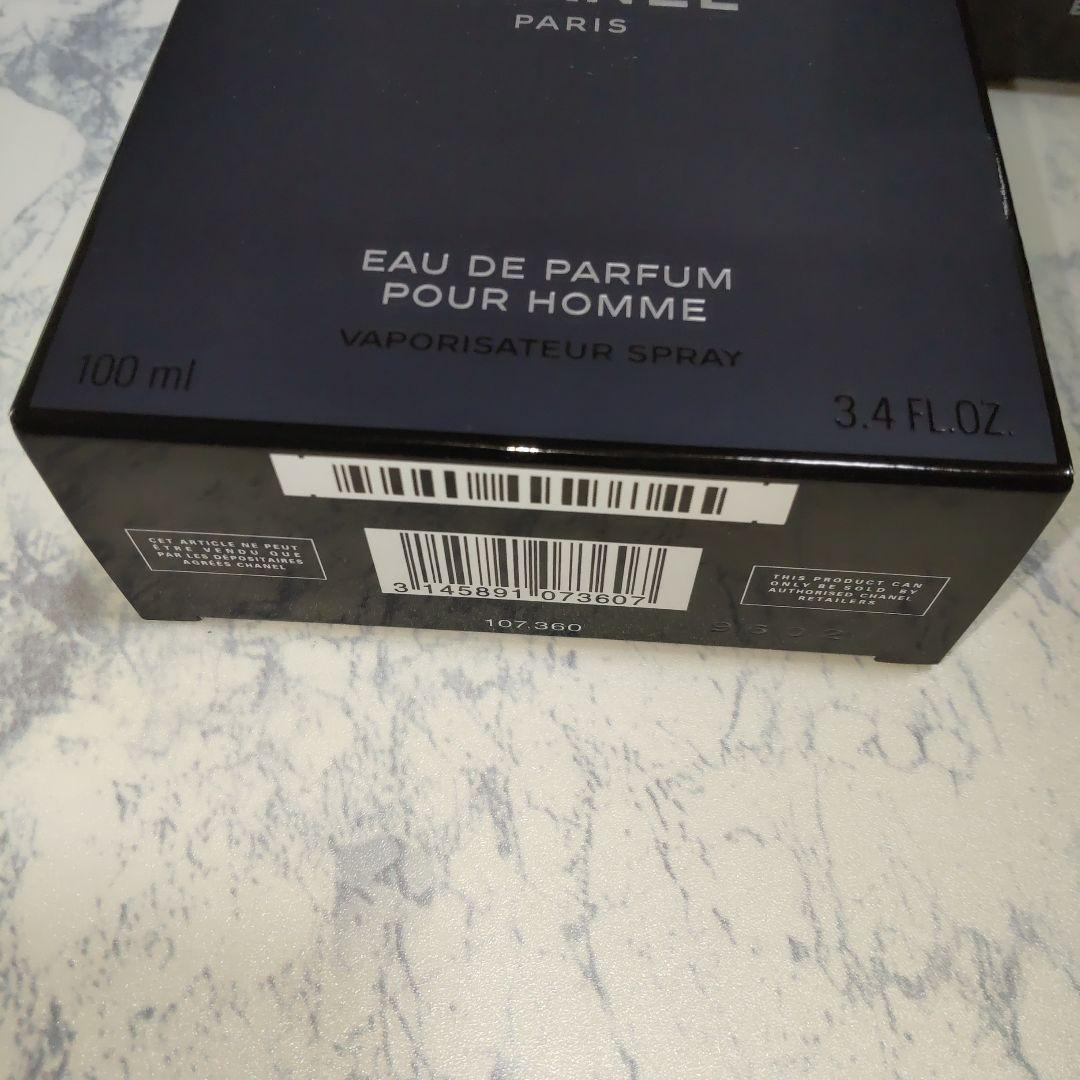 PARIS
EAU DE PARFUM
POUR HOMME
VAPORISATEUR SPRAY
100 ml
3.4 FL.OZ.
CET ARTICLE NE PEUT
ÊTRE VENDU QUE
PAR LES DÉPOSITAIRES
AGRÉÉS CHANEL
3 145891 073607
THIS PRODUCT CAN
ONLY BE SOLD BY
AUTHORISED CHANEL
RETAILERS
107.360